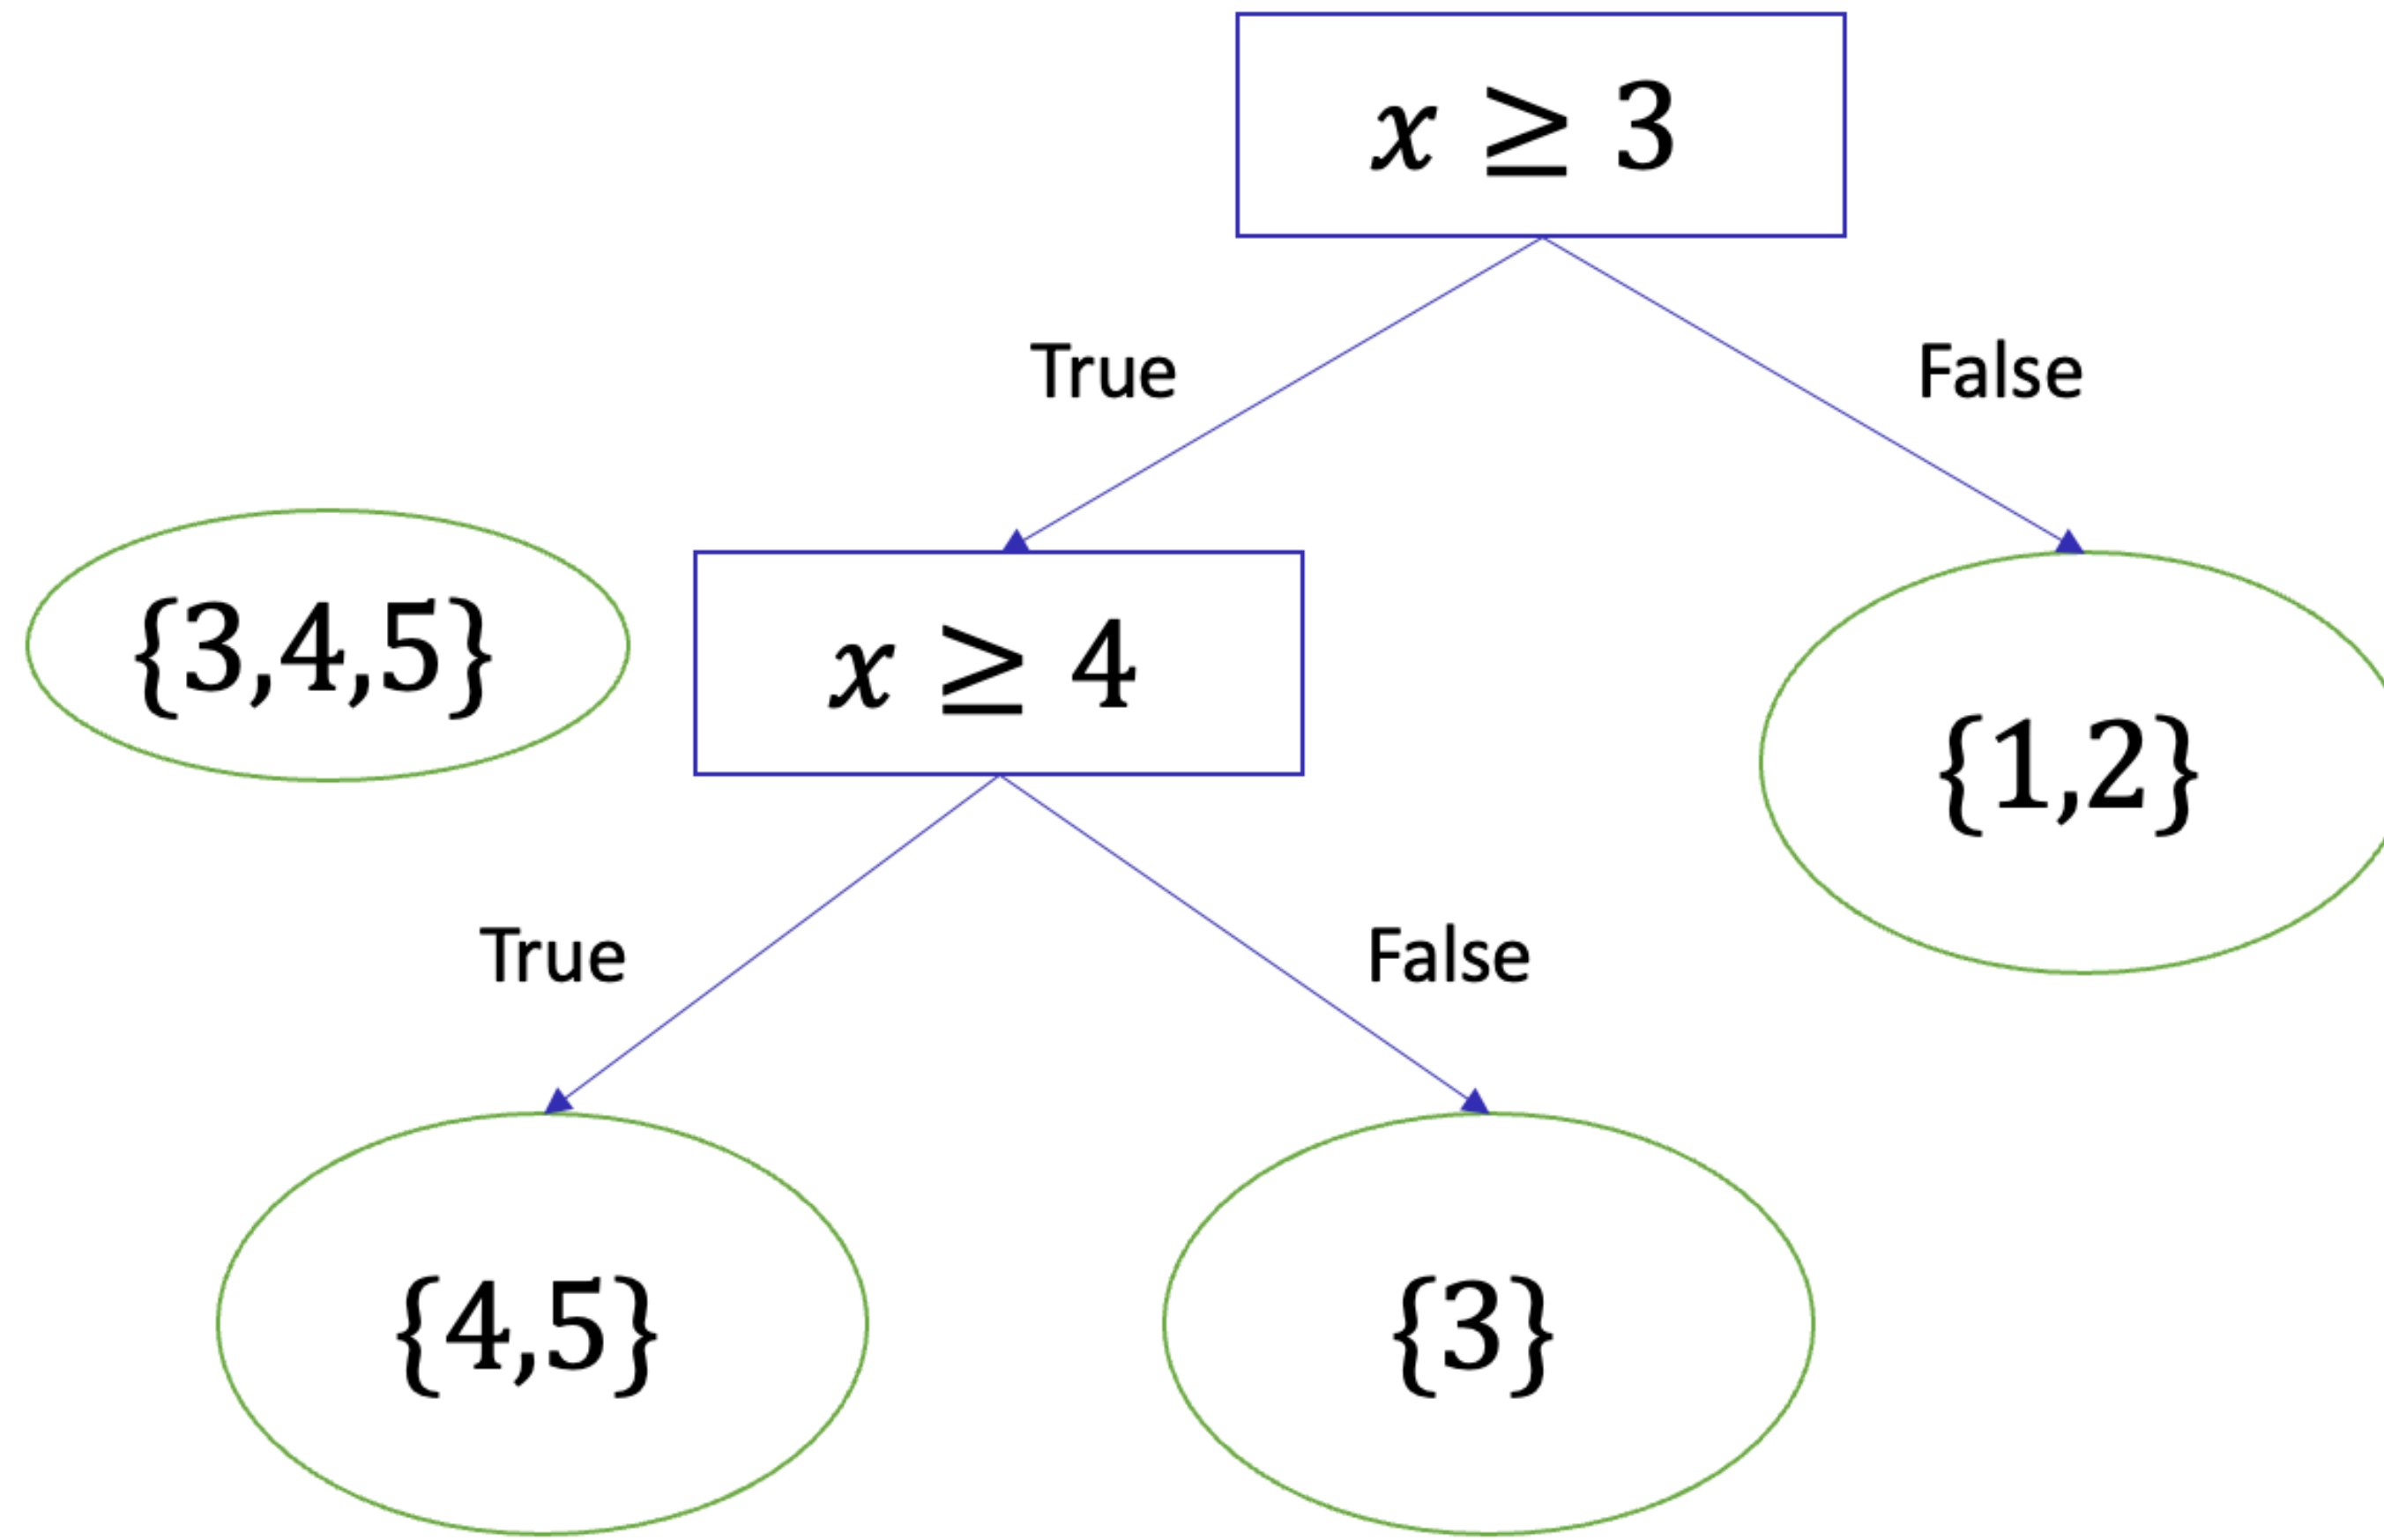 x ≥ 3
True
False
{3,4,5}
x ≥ 4
{1,2}
True
False
{4,5}
{3}